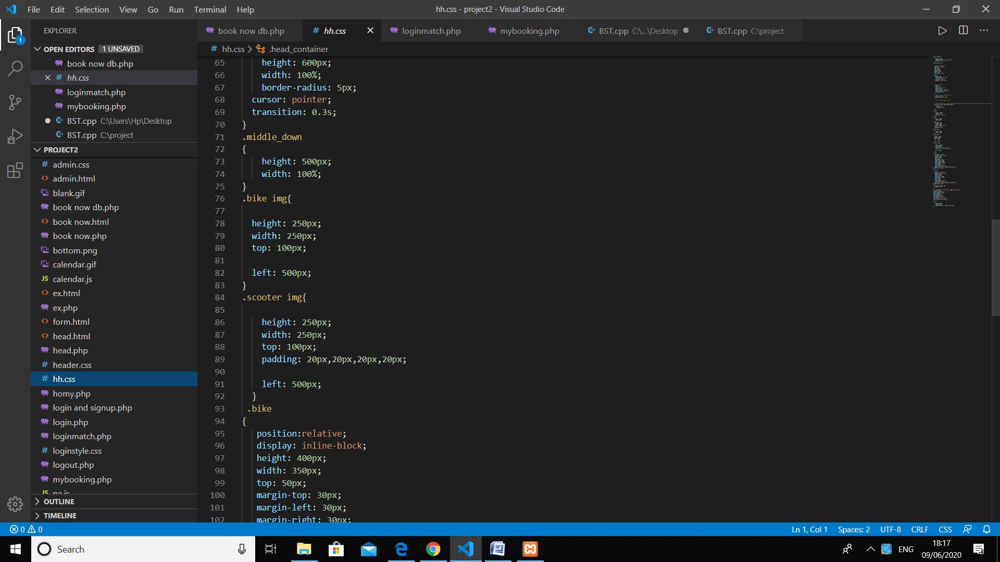 File Edit Selection View Go Run Terminal Help
hh.css - project2 - Visual Studio Code
EXPLORER
book now db.php
hh.css
loginmatch.php
mybooking.php
BST.cpp C:\...\Desktop
BST.cpp C:\project
OPEN EDITORS 1 UNSAVED
book now db.php
hh.css
loginmatch.php
mybooking.php
BST.cpp C:\Users\Hp\Desktop
BST.cpp C:\project
PROJECT2
admin.css
admin.html
blank.gif
book now db.php
book now.html
book now.php
bottom.png
calendar.gif
calendar.js
ex.html
ex.php
form.html
head.html
head.php
header.css
hh.css
homy.php
login and signup.php
login.php
loginmatch.php
loginstyle.css
logout.php
mybooking.php
OUTLINE
TIMELINE
hh.css > .head_container
65 height: 600px;
66 width: 100%;
67 border-radius: 5px;
68 cursor: pointer;
69 transition: 0.3s;
70 }
71 .middle_down
72 {
73 height: 500px;
74 width: 100%;
75 }
76 .bike img{
77
78 height: 250px;
79 width: 250px;
80 top: 100px;
81
82 left: 500px;
83 }
84 .scooter img{
85
86 height: 250px;
87 width: 250px;
88 top: 100px;
89 padding: 20px,20px,20px,20px;
90
91 left: 500px;
92 }
93 .bike
94 {
95 position:relative;
96 display: inline-block;
97 height: 400px;
98 width: 350px;
99 top: 50px;
100 margin-top: 30px;
101 margin-left: 30px;
102 margin-right: 30px;
0 0
Ln 1, Col 1 Spaces: 2 UTF-8 CRLF CSS
Search
ENG
18:17
09/06/2020